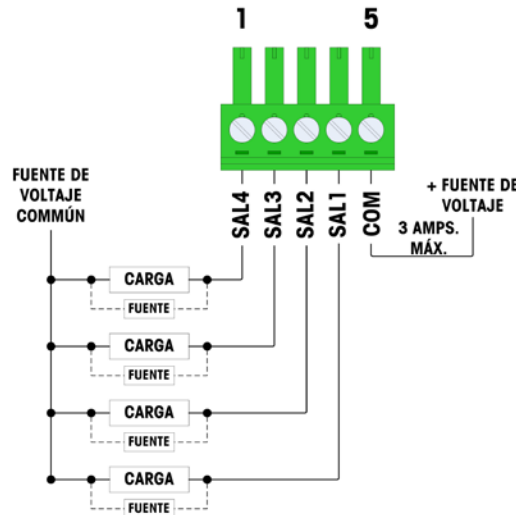 1 5
FUENTE DE
VOLTAJE
COMMÚN
SAL4
SAL3
SAL2
SAL1
COM
+ FUENTE DE
VOLTAJE
3 AMPS.
MÁX.
CARGA
FUENTE
CARGA
FUENTE
CARGA
FUENTE
CARGA
FUENTE